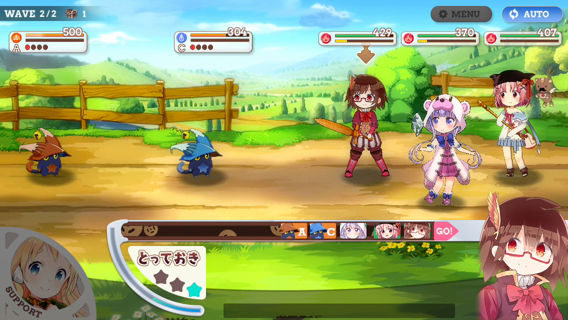 WAVE 2/2 1
MENU
AUTO
500
A
304
C
429
370
407
A
C
GO!
とっておき
SUPPORT